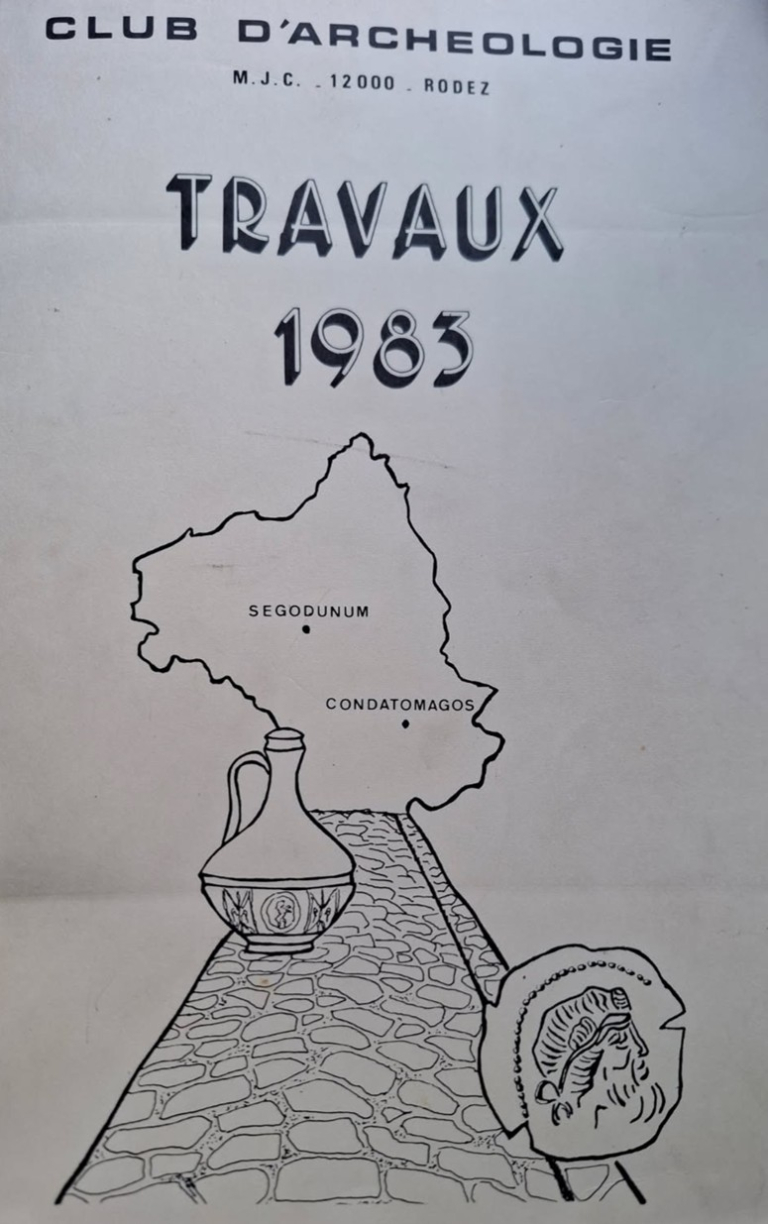 CLUB D'ARCHEOLOGIE
M.J.C. . 12000 . RODEZ
TRAVAUX
1983
SEGODUNUM
CONDATOMAGOS